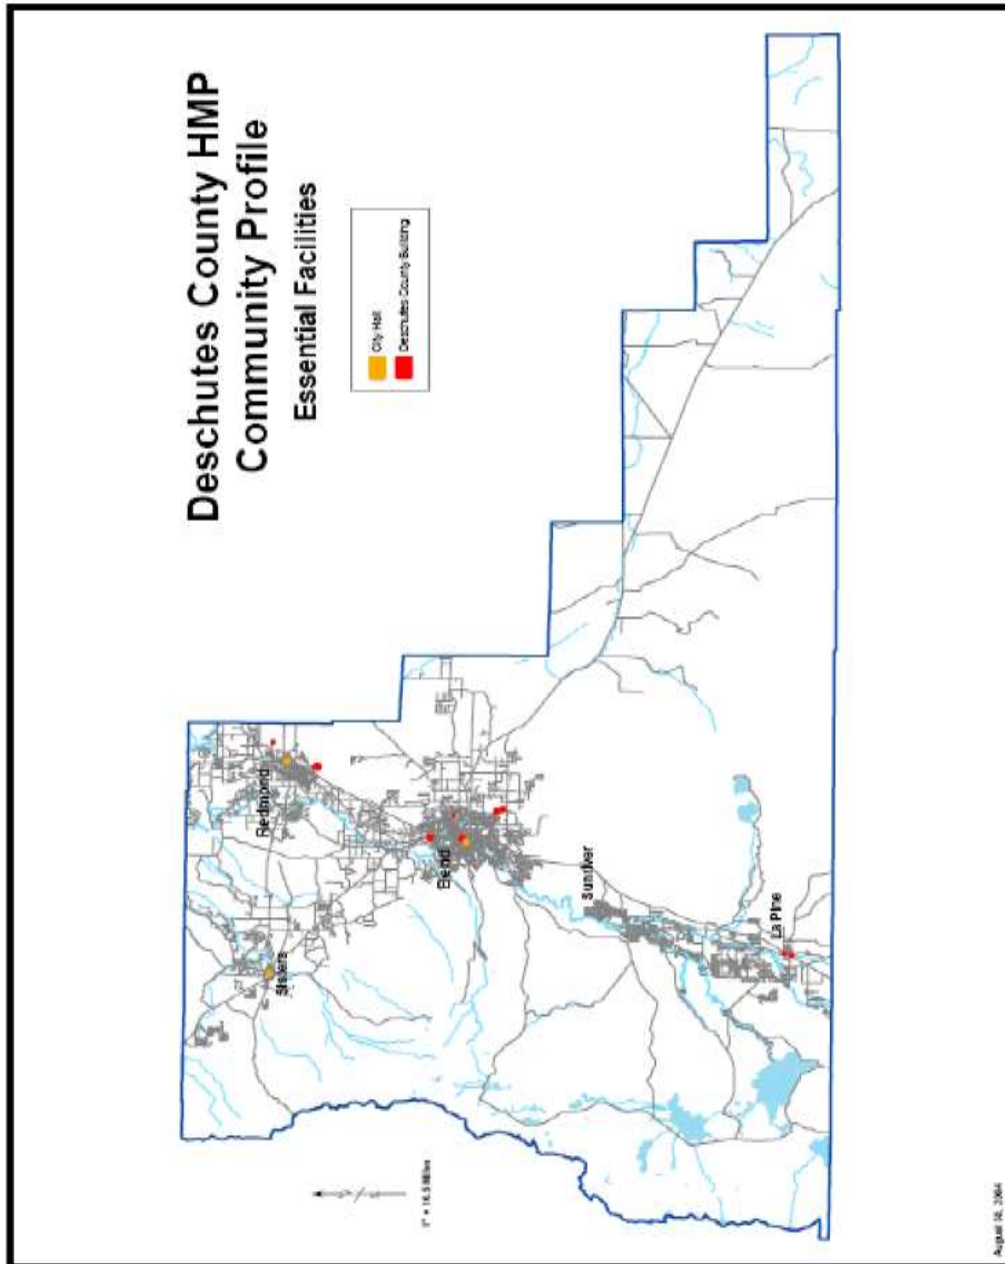 Deschutes County HMP
Community Profile
Essential Facilities
City Hall
Deschutes County Building
Redmond
Sisters
Bend
Sunriver
La Pine